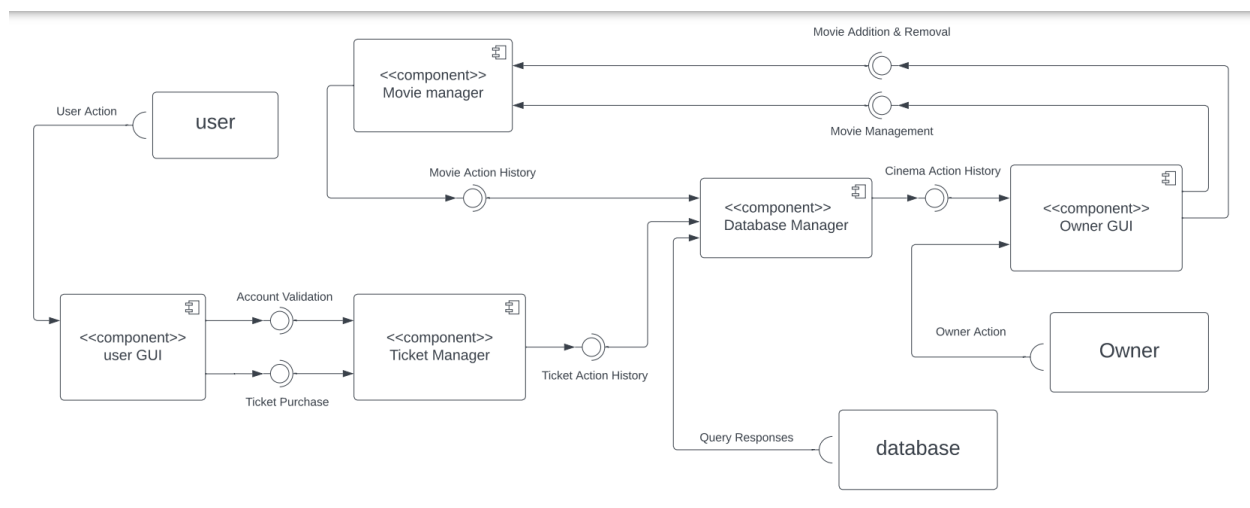 Movie Addition & Removal
<<component>>
Movie manager
User Action
user
Movie Management
Movie Action History
Cinema Action History
<<component>>
Database Manager
<<component>>
Owner GUI
Account Validation
<<component>>
user GUI
<<component>>
Ticket Manager
Owner Action
Owner
Ticket Action History
Ticket Purchase
Query Responses
database